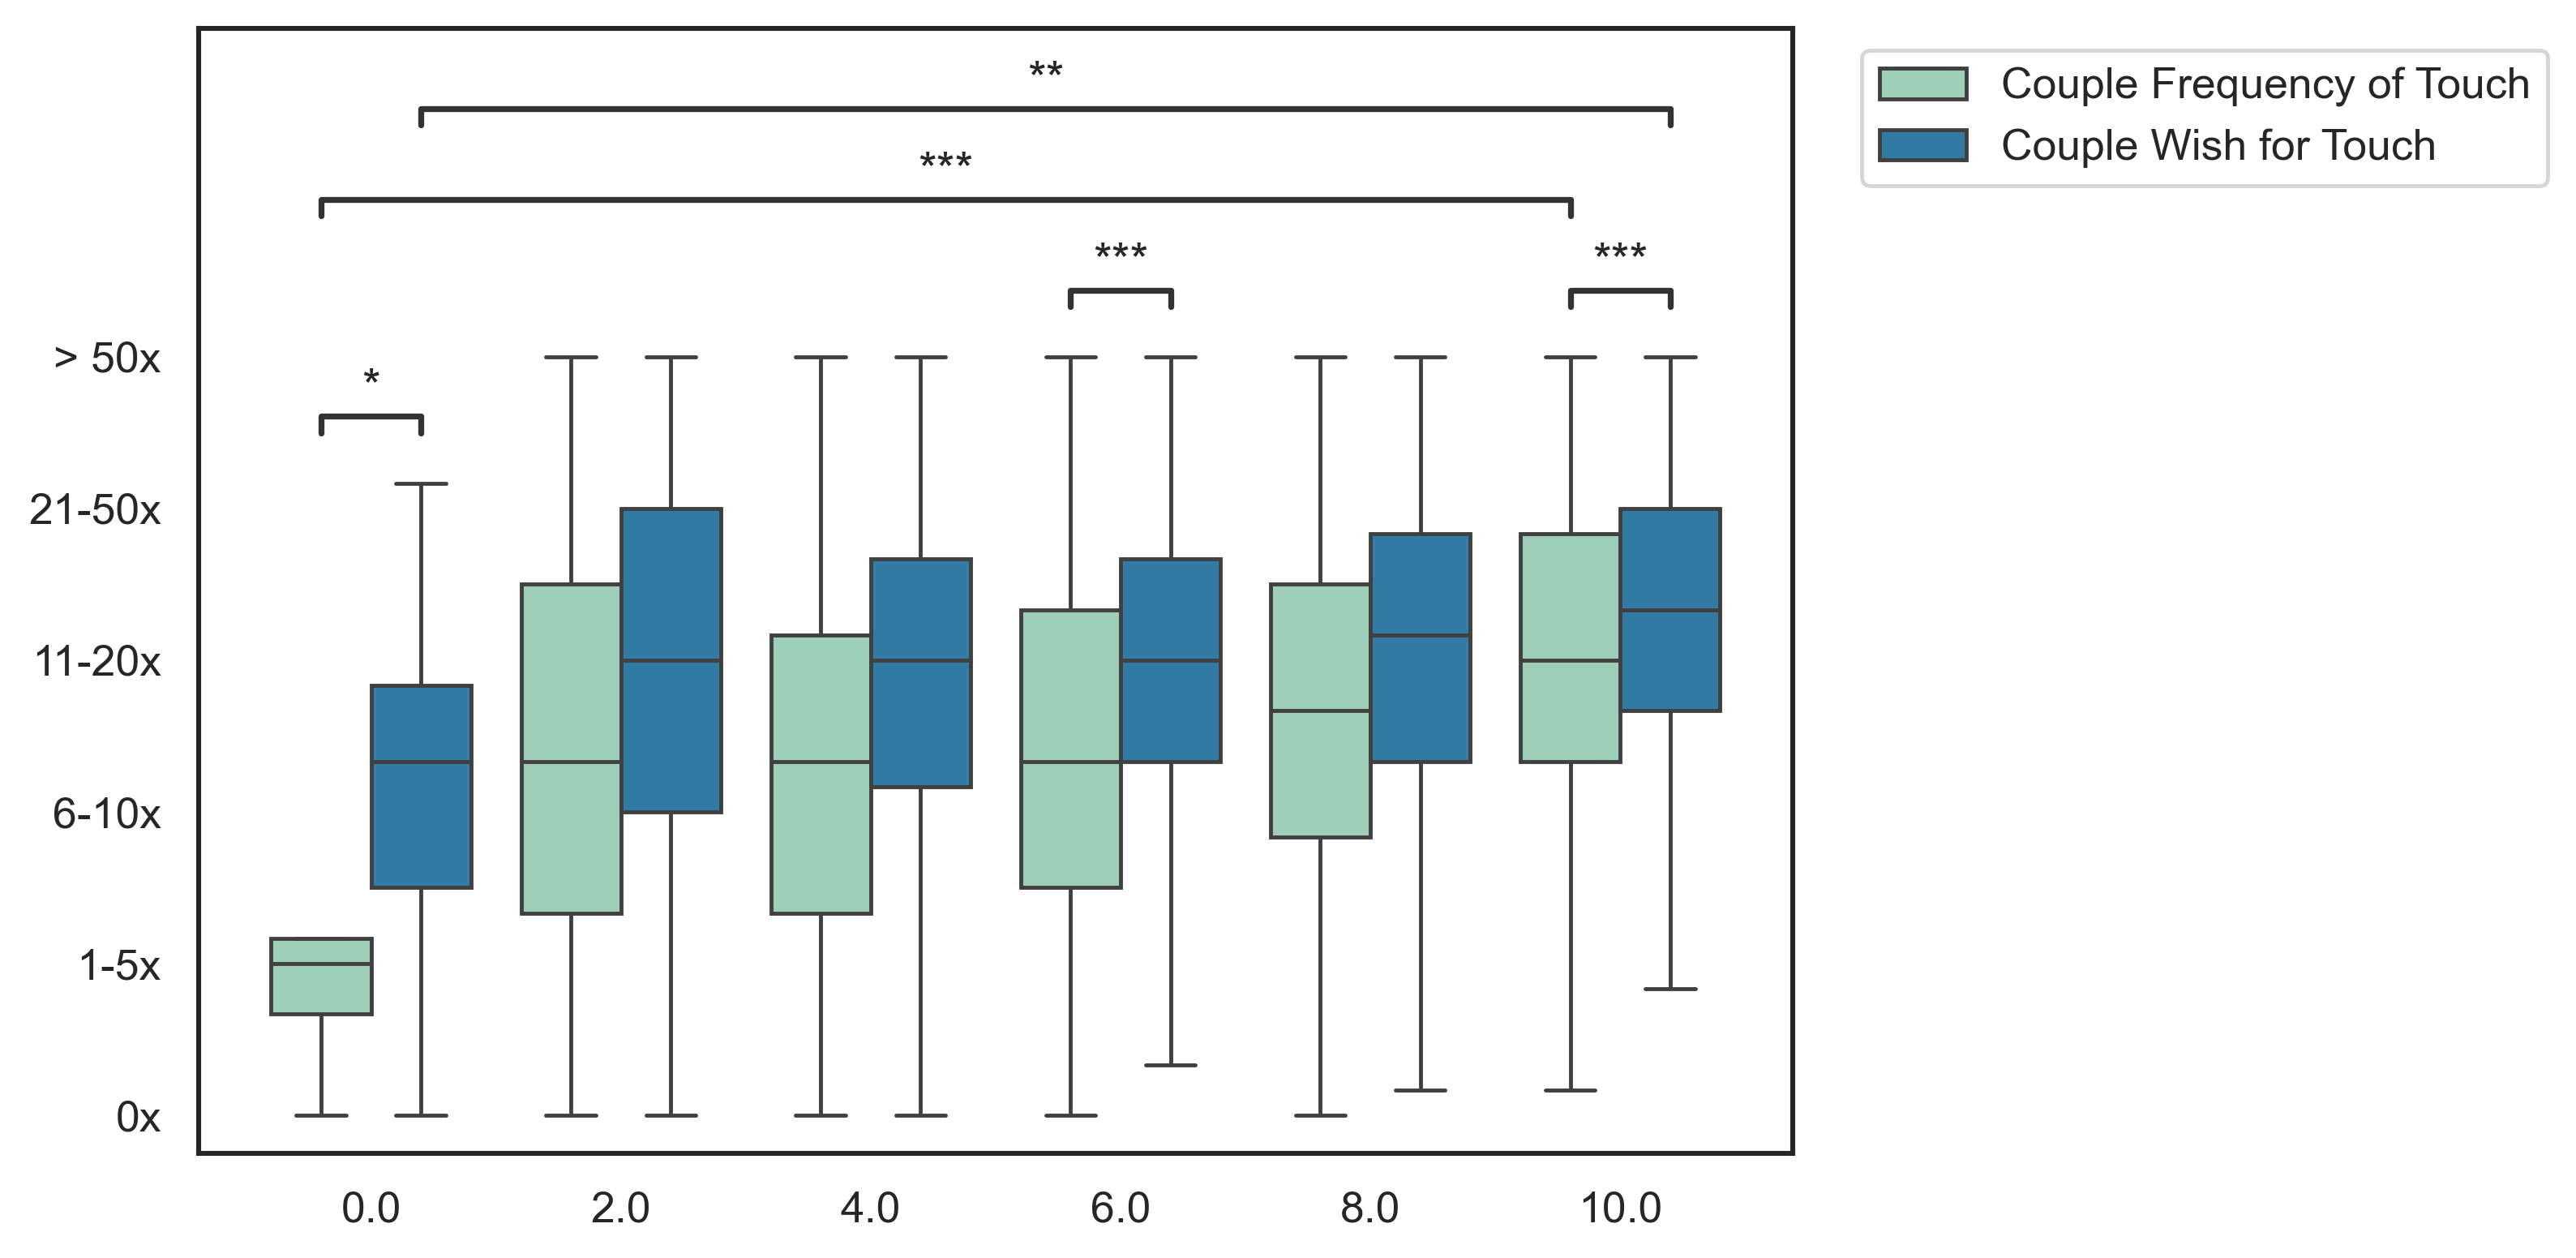 **
***
***
***
*
Couple Frequency of Touch
Couple Wish for Touch
> 50x
21-50x
11-20x
6-10x
1-5x
0x
0.0 2.0 4.0 6.0 8.0 10.0